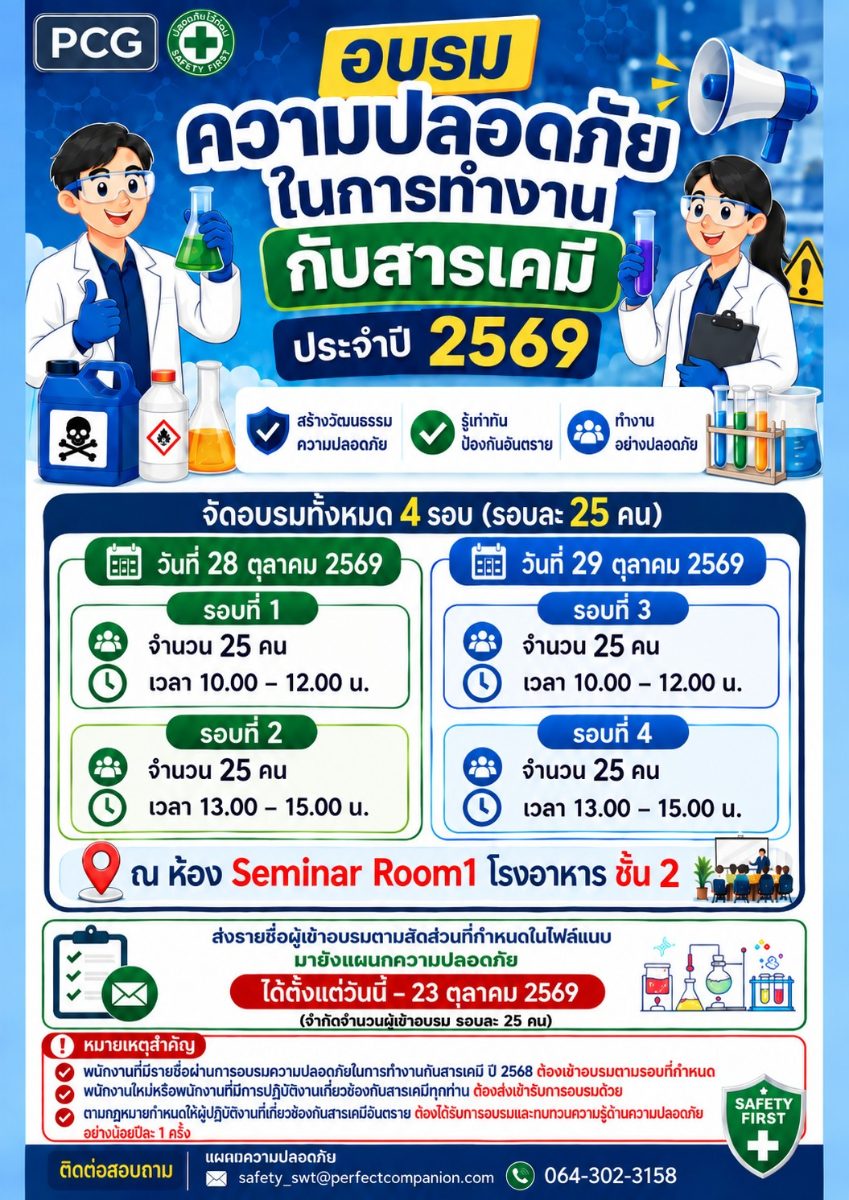 PCG
ปลอดภัยไว้ก่อน
SAFETY FIRST
อบรม
ความปลอดภัย
ในการทำงาน
กับสารเคมี
ประจำปี 2569
สร้างวัฒนธรรม
ความปลอดภัย
รู้เท่าทัน
ป้องกันอันตราย
ทำงาน
อย่างปลอดภัย
จัดอบรมทั้งหมด 4 รอบ (รอบละ 25 คน)
วันที่ 28 ตุลาคม 2569
รอบที่ 1
จำนวน 25 คน
เวลา 10.00 – 12.00 น.
รอบที่ 2
จำนวน 25 คน
เวลา 13.00 – 15.00 น.
วันที่ 29 ตุลาคม 2569
รอบที่ 3
จำนวน 25 คน
เวลา 10.00 – 12.00 น.
รอบที่ 4
จำนวน 25 คน
เวลา 13.00 – 15.00 น.
ณ ห้อง Seminar Room1 โรงอาหาร ชั้น 2
ส่งรายชื่อผู้เข้าอบรมตามสัดส่วนที่กำหนดในไฟล์แนบ
มายังแผนกความปลอดภัย
ได้ตั้งแต่วันนี้ – 23 ตุลาคม 2569
(จำกัดจำนวนผู้เข้าอบรม รอบละ 25 คน)
! หมายเหตุสำคัญ
พนักงานที่มีรายชื่อผ่านการอบรมความปลอดภัยในการทำงานกับสารเคมี ปี 2568 ต้องเข้าอบรมตามรอบที่กำหนด
พนักงานใหม่หรือพนักงานที่มีการปฏิบัติงานเกี่ยวข้องกับสารเคมีทุกท่าน ต้องส่งเข้ารับการอบรมด้วย
ตามกฎหมายกำหนดให้ผู้ปฏิบัติงานที่เกี่ยวข้องกับสารเคมีอันตราย ต้องได้รับการอบรมและทบทวนความรู้ด้านความปลอดภัย
อย่างน้อยปีละ 1 ครั้ง
SAFETY
FIRST
ติดต่อสอบถาม
แผนกความปลอดภัย
safety_swt@perfectcompanion.com
064-302-3158